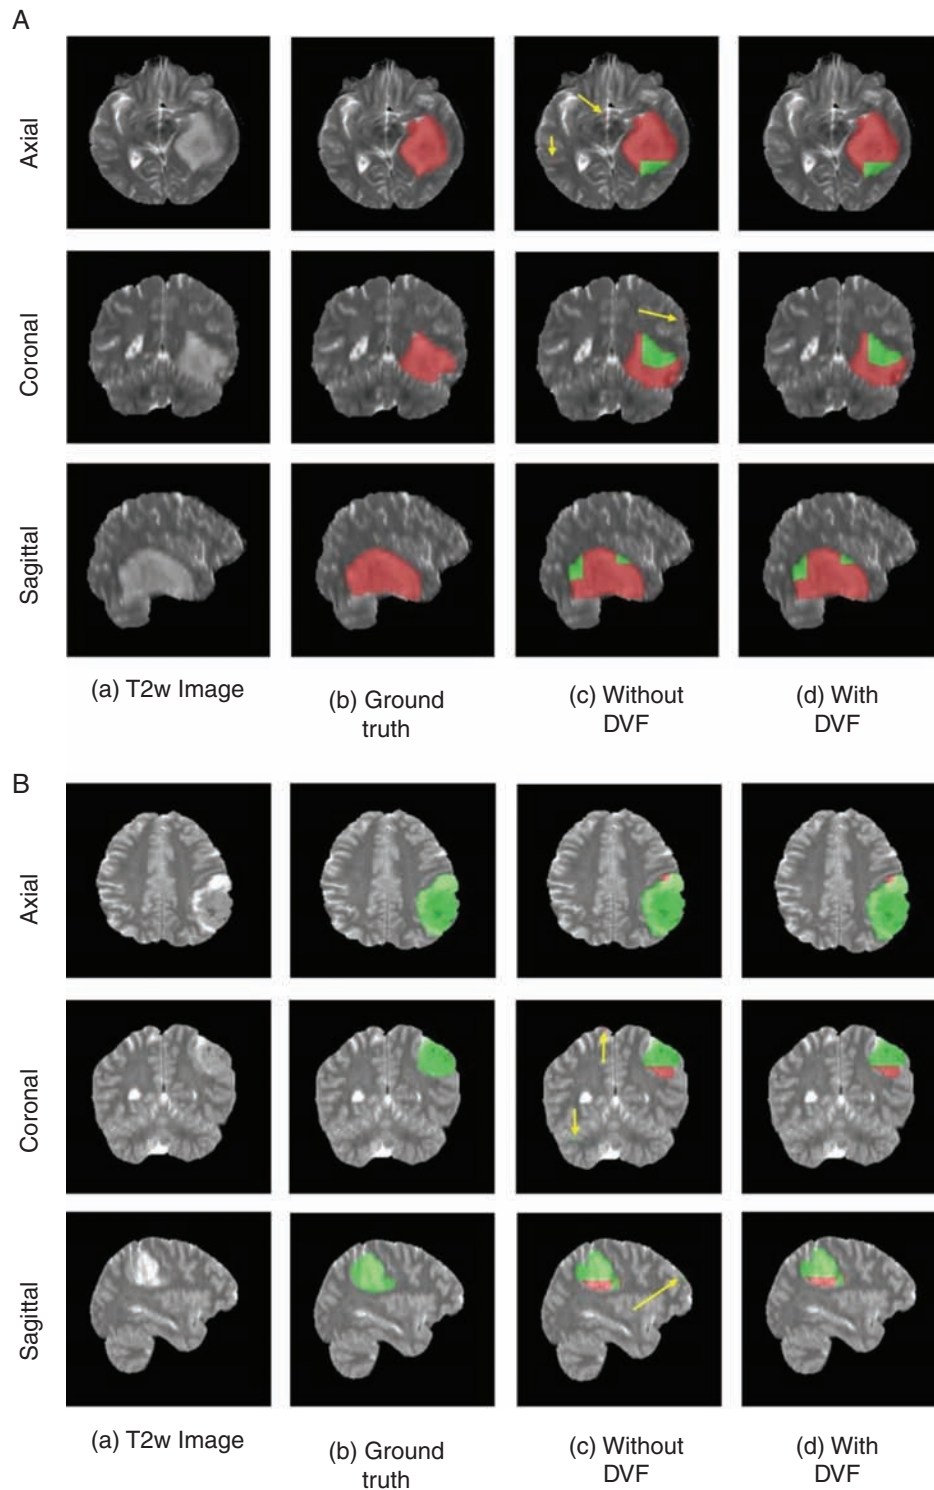 A
Axial
Coronal
Sagittal
(a) T2w Image
(b) Ground
truth
(c) Without
DVF
(d) With
DVF
B
Axial
Coronal
Sagittal
(a) T2w Image
(b) Ground
truth
(c) Without
DVF
(d) With
DVF